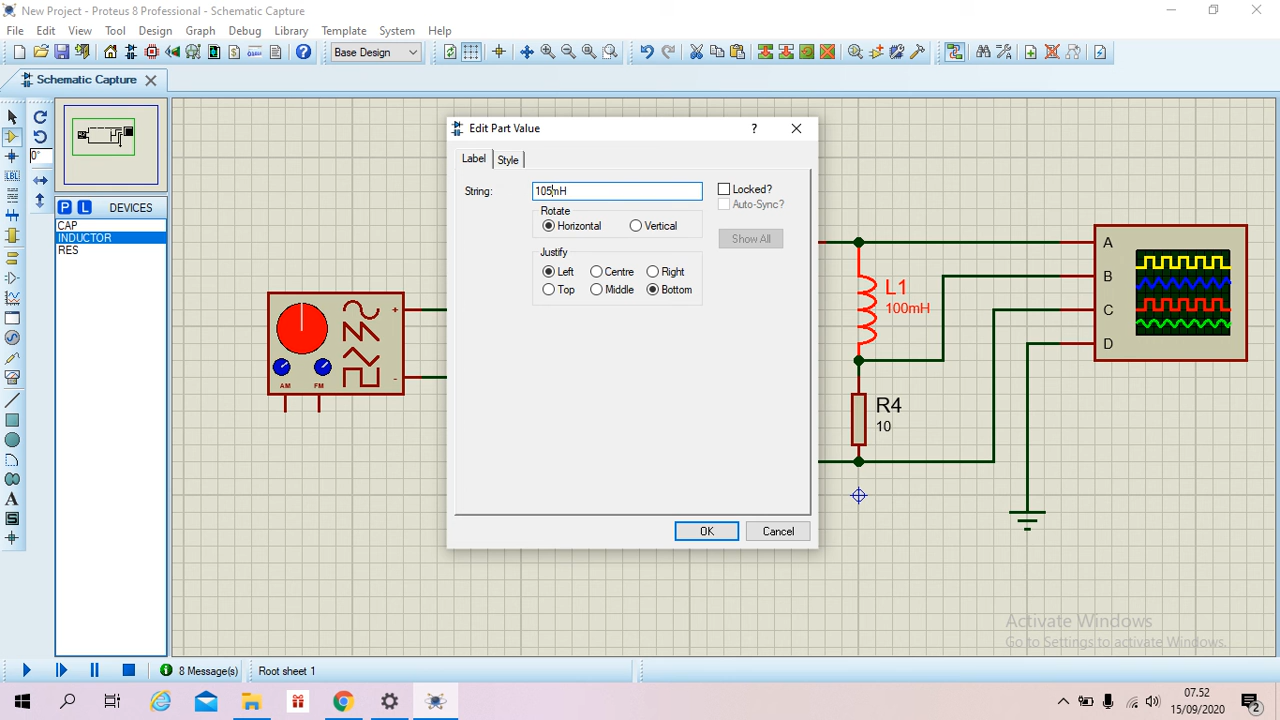 New Project - Proteus 8 Professional - Schematic Capture
File Edit View Tool Design Graph Debug Library Template System Help
Base Design
Schematic Capture
0°
P L DEVICES
CAP
INDUCTOR
RES
LBL
A
AM FM
+
-
Edit Part Value
?
Label Style
String: 105mH
Locked?
Auto-Sync?
Show All
Rotate
Horizontal Vertical
Justify
Left Centre Right
Top Middle Bottom
OK Cancel
L1
100mH
R4
10
A
B
C
D
Activate Windows
Go to Settings to activate Windows.
8 Message(s) Root sheet 1
07.52
15/09/2020
2